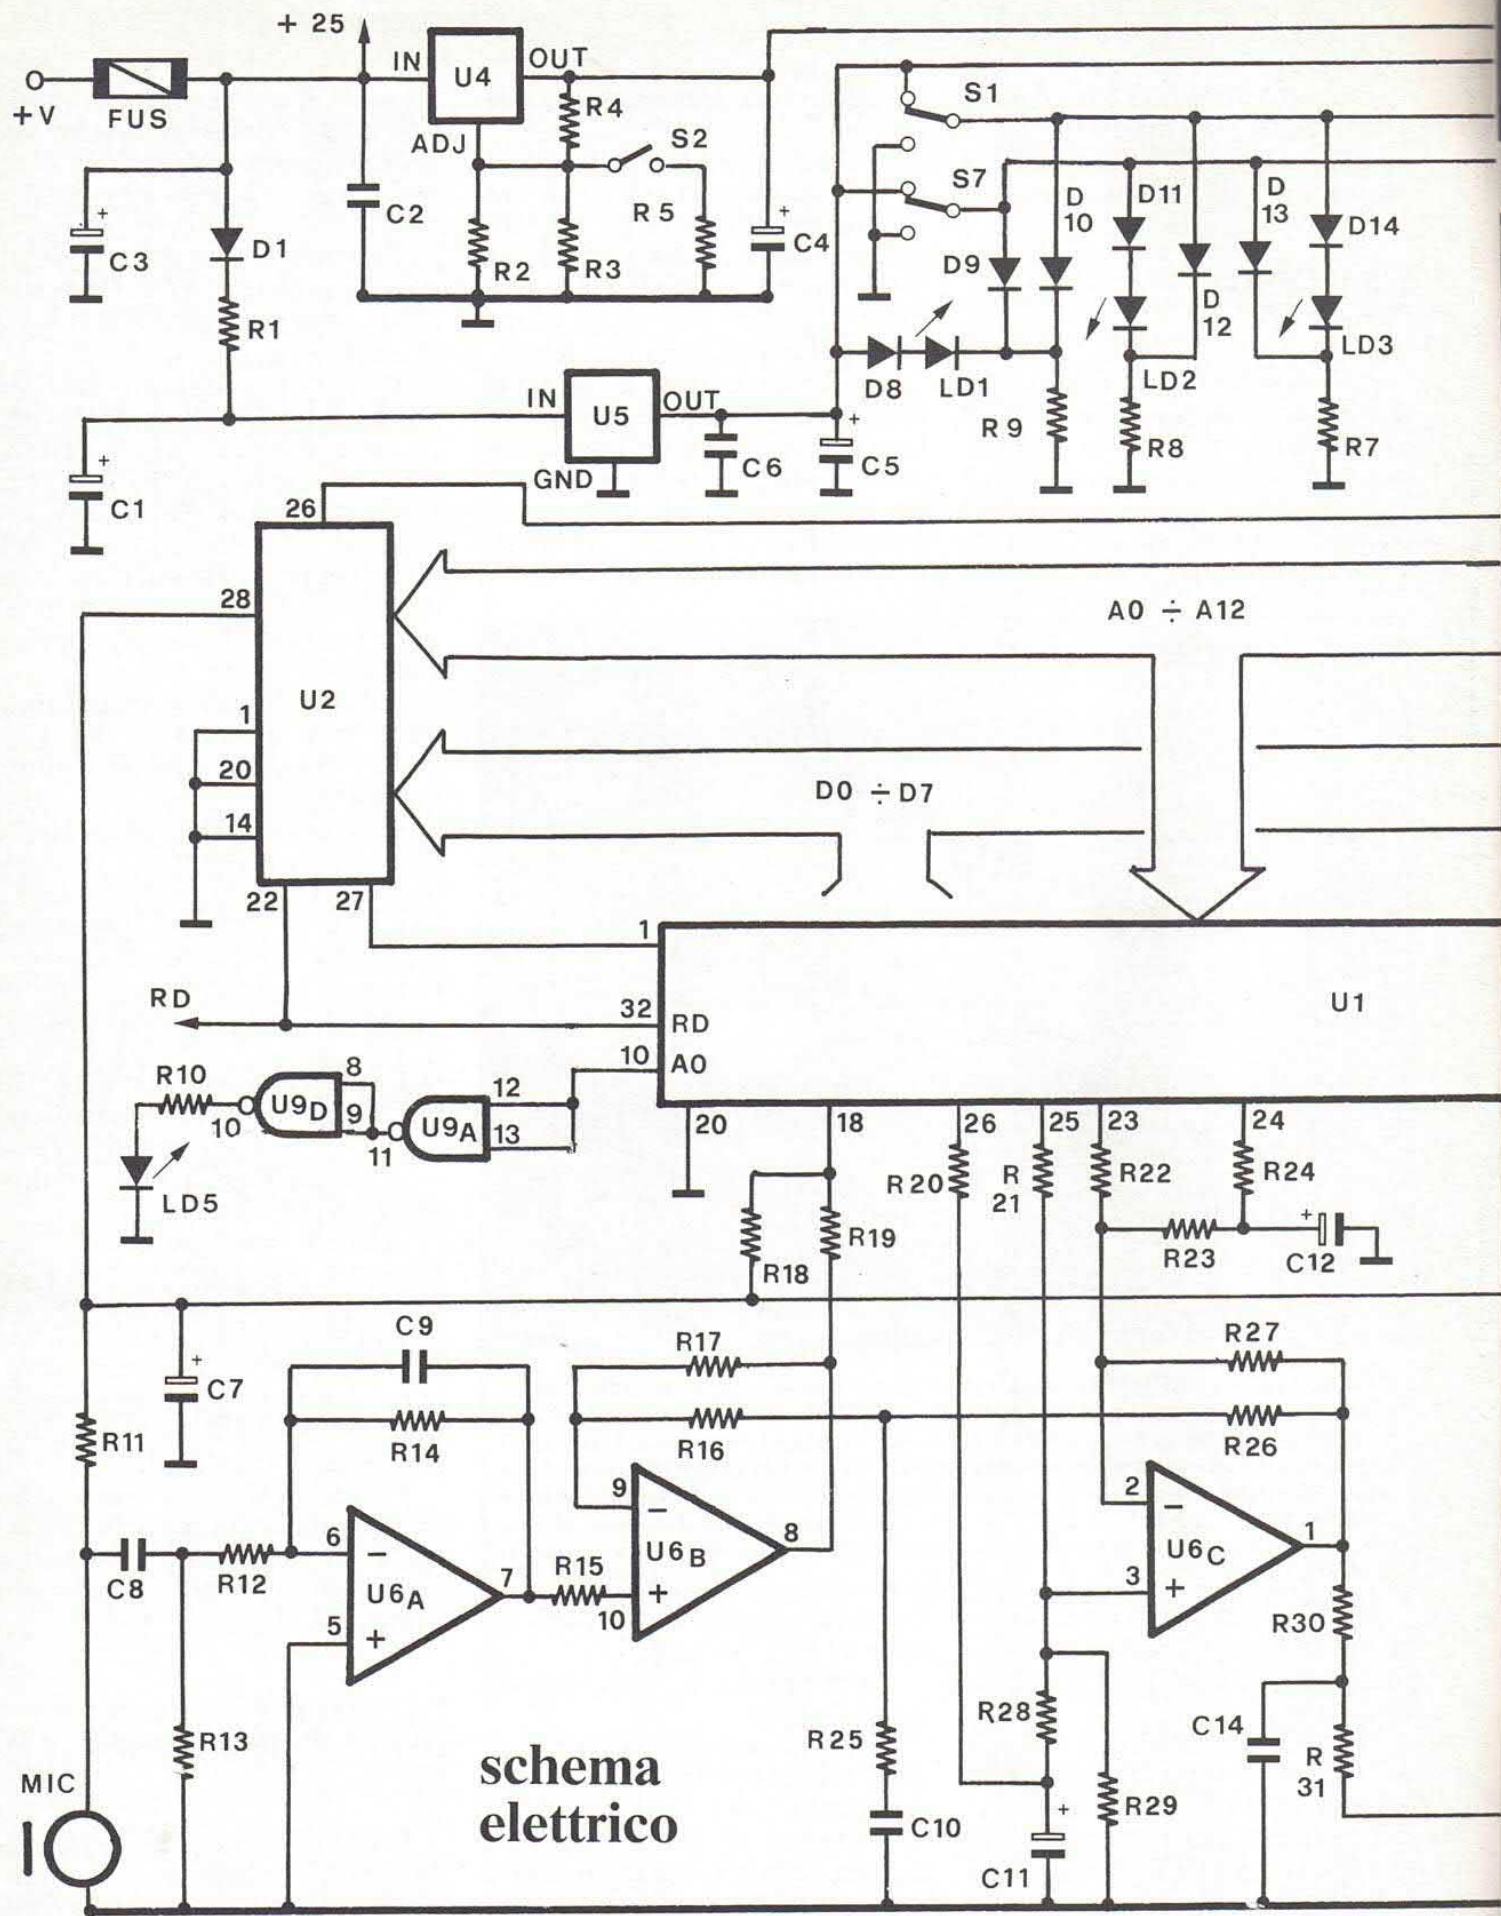 + 25
IN
U4
OUT
+V
FUS
ADJ
R4
S2
S1
S7
C3
+
D1
C2
R2
R3
R5
+
C4
D9
D10
D11
D12
D13
D14
R1
D8
LD1
LD2
LD3
R9
R8
R7
IN
U5
OUT
GND
C6
+
C5
+
C1
26
28
U2
1
20
14
22
27
A0 ÷ A12
D0 ÷ D7
1
32
RD
10
A0
U1
RD
R10
8
9
U9D
10
12
13
U9A
11
LD5
20
18
26
25
23
24
R20
R21
R22
R24
R18
R19
R23
+
C12
C9
R17
R27
+
C7
R14
R16
R26
R11
C8
R12
6
−
U6A
5
+
7
R15
9
−
U6B
10
+
8
2
−
U6C
3
+
1
R30
R13
R25
R28
C14
R31
MIC
schema
elettrico
C10
+
C11
R29